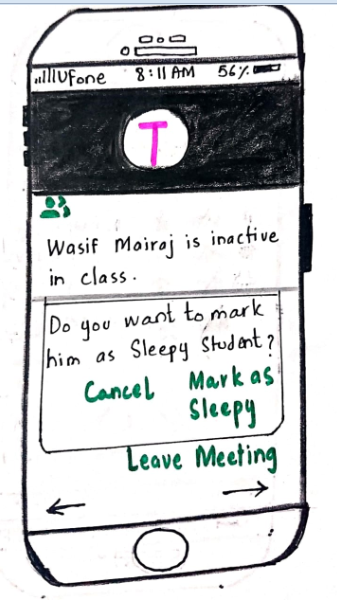 Ufone 8:11 AM 56%
T
Wasif Moiraj is inactive
in class.
Do you want to mark
him as Sleepy Student?
Cancel Mark as
Sleepy
Leave Meeting